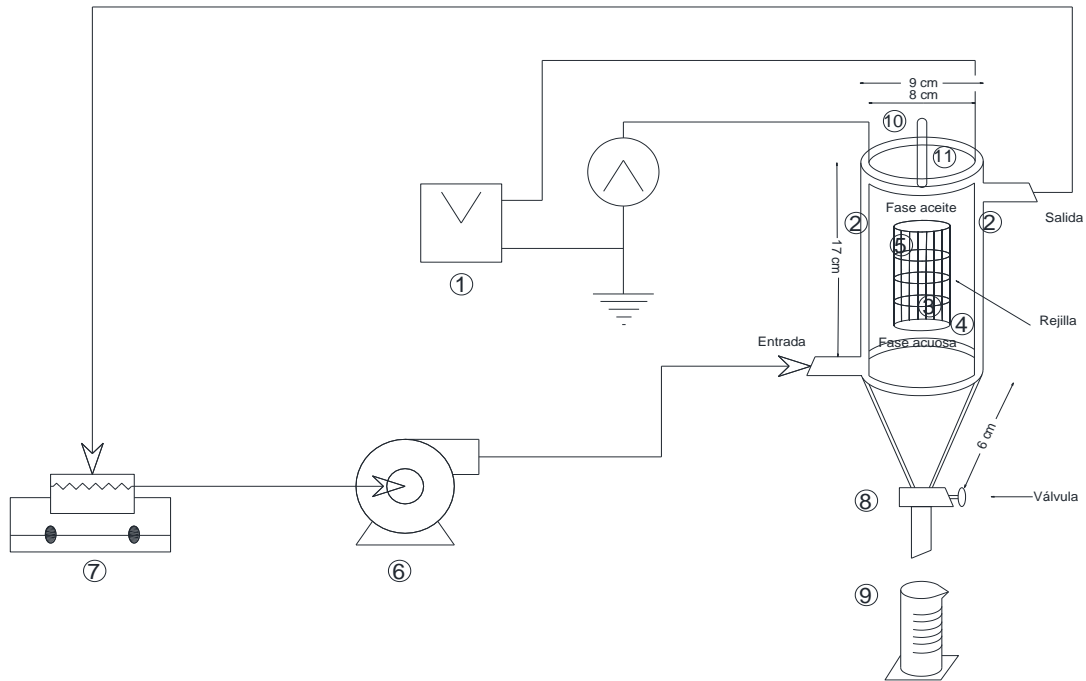 9 cm
8 cm
10
11
Fase aceite
2
2
Salida
5
17 cm
1
3
4
Rejilla
Entrada
Fase acuosa
6 cm
8
Válvula
7
6
9